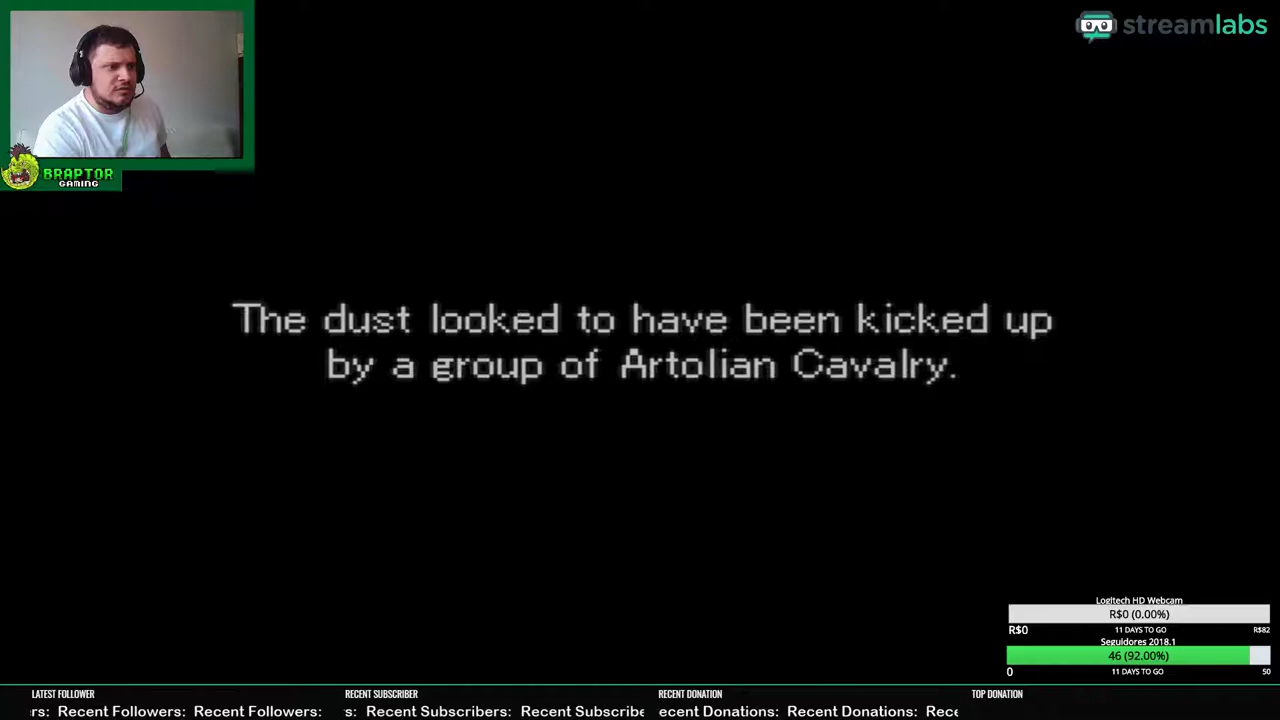 streamlabs
BRAPTOR
GAMING
The dust looked to have been kicked up
by a group of Artolian Cavalry.
Logitech HD Webcam
R$0 (0.00%)
R$0 11 DAYS TO GO R$82
Seguidores 2018.1
46 (92.00%)
0 11 DAYS TO GO 50
LATEST FOLLOWER RECENT SUBSCRIBER RECENT DONATION TOP DONATION
rs: Recent Followers: Recent Followers: s: Recent Subscribers: Recent Subscribe ecent Donations: Recent Donations: Rece